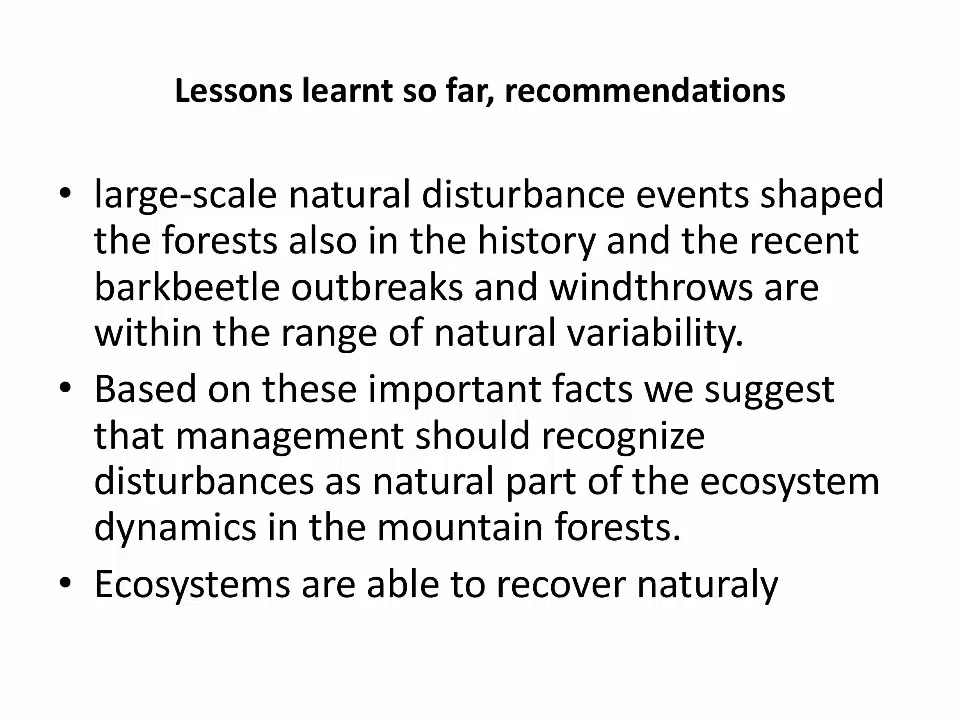 Lessons learnt so far, recommendations
• large-scale natural disturbance events shaped
the forests also in the history and the recent
barkbeetle outbreaks and windthrows are
within the range of natural variability.
• Based on these important facts we suggest
that management should recognize
disturbances as natural part of the ecosystem
dynamics in the mountain forests.
• Ecosystems are able to recover naturaly